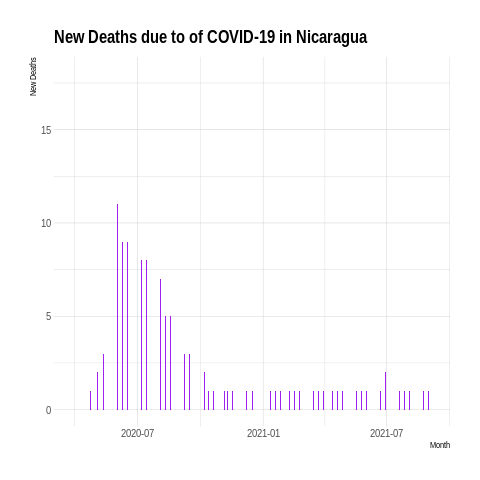 New Deaths due to of COVID-19 in Nicaragua
New Deaths
15
10
5
0
2020-07
2021-01
2021-07
Month